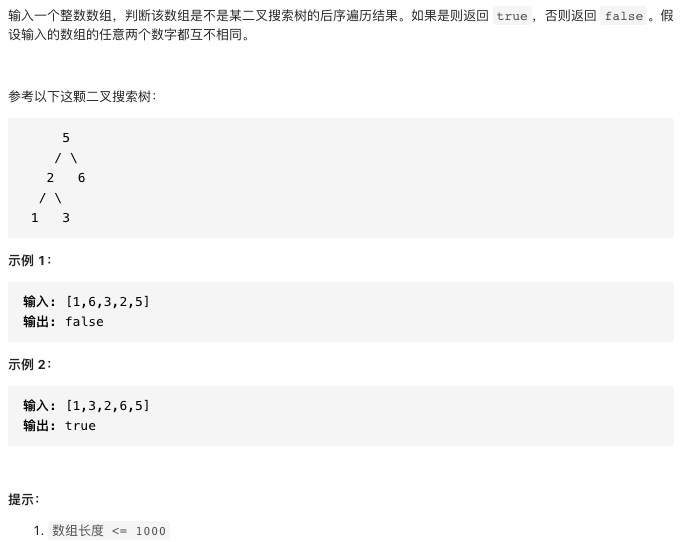 输入一个整数数组，判断该数组是不是某二叉搜索树的后序遍历结果。如果是则返回 true，否则返回 false。假
设输入的数组的任意两个数字都互不相同。
参考以下这颗二叉搜索树：
5
/ \
2 6
/ \
1 3
示例 1：
输入: [1,6,3,2,5]
输出: false
示例 2：
输入: [1,3,2,6,5]
输出: true
提示：
1. 数组长度 <= 1000